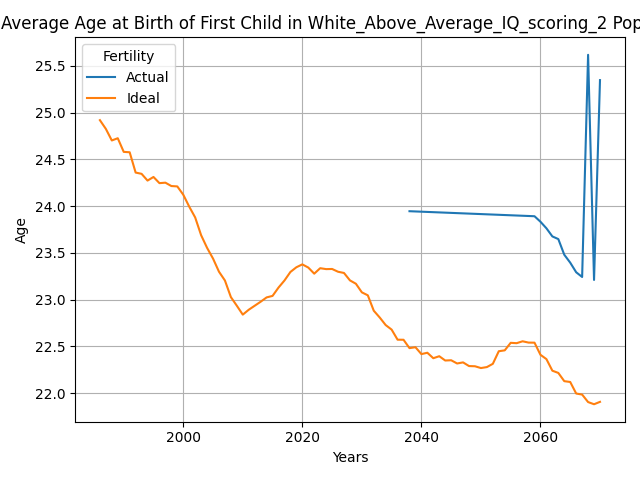 Average Age at Birth of First Child in White_Above_Average_IQ_scoring_2 Pop
Fertility
Actual
Ideal
25.5
25.0
24.5
24.0
23.5
23.0
22.5
22.0
Age
2000 2020 2040 2060
Years